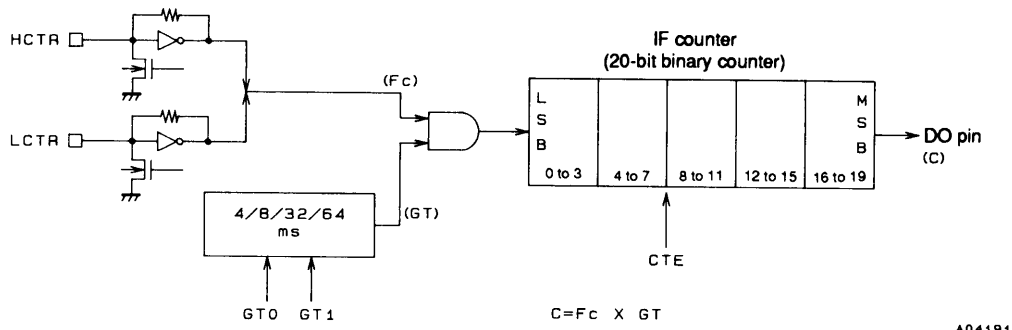 IF counter
(20-bit binary counter)
HCTR
LCTR
(Fc)
L
S
B
M
S
B
0 to 3
4 to 7
8 to 11
12 to 15
16 to 19
DO pin
(C)
4/8/32/64
ms
(GT)
CTE
GT0 GT1
C=Fc X GT
A04191